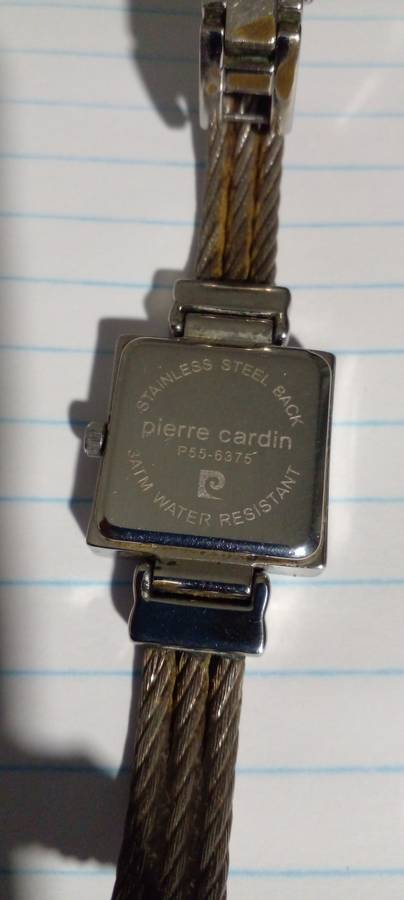 STAINLESS STEEL BACK
pierre cardin
P55-6375
3ATM WATER RESISTANT